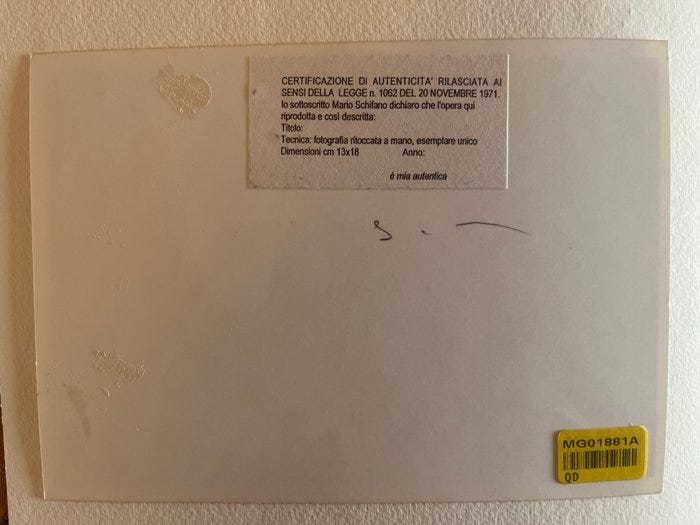 CERTIFICAZIONE DI AUTENTICITA' RILASCIATA AI
SENSI DELLA LEGGE n. 1062 DEL 20 NOVEMBRE 1971.
Io sottoscritto Mario Schifano dichiaro che l'opera qui
riprodotta e così descritta:
Titolo:
Tecnica: fotografia ritoccata a mano, esemplare unico
Dimensioni cm 13x18 Anno:
é mia autentica
MG01881A
QD